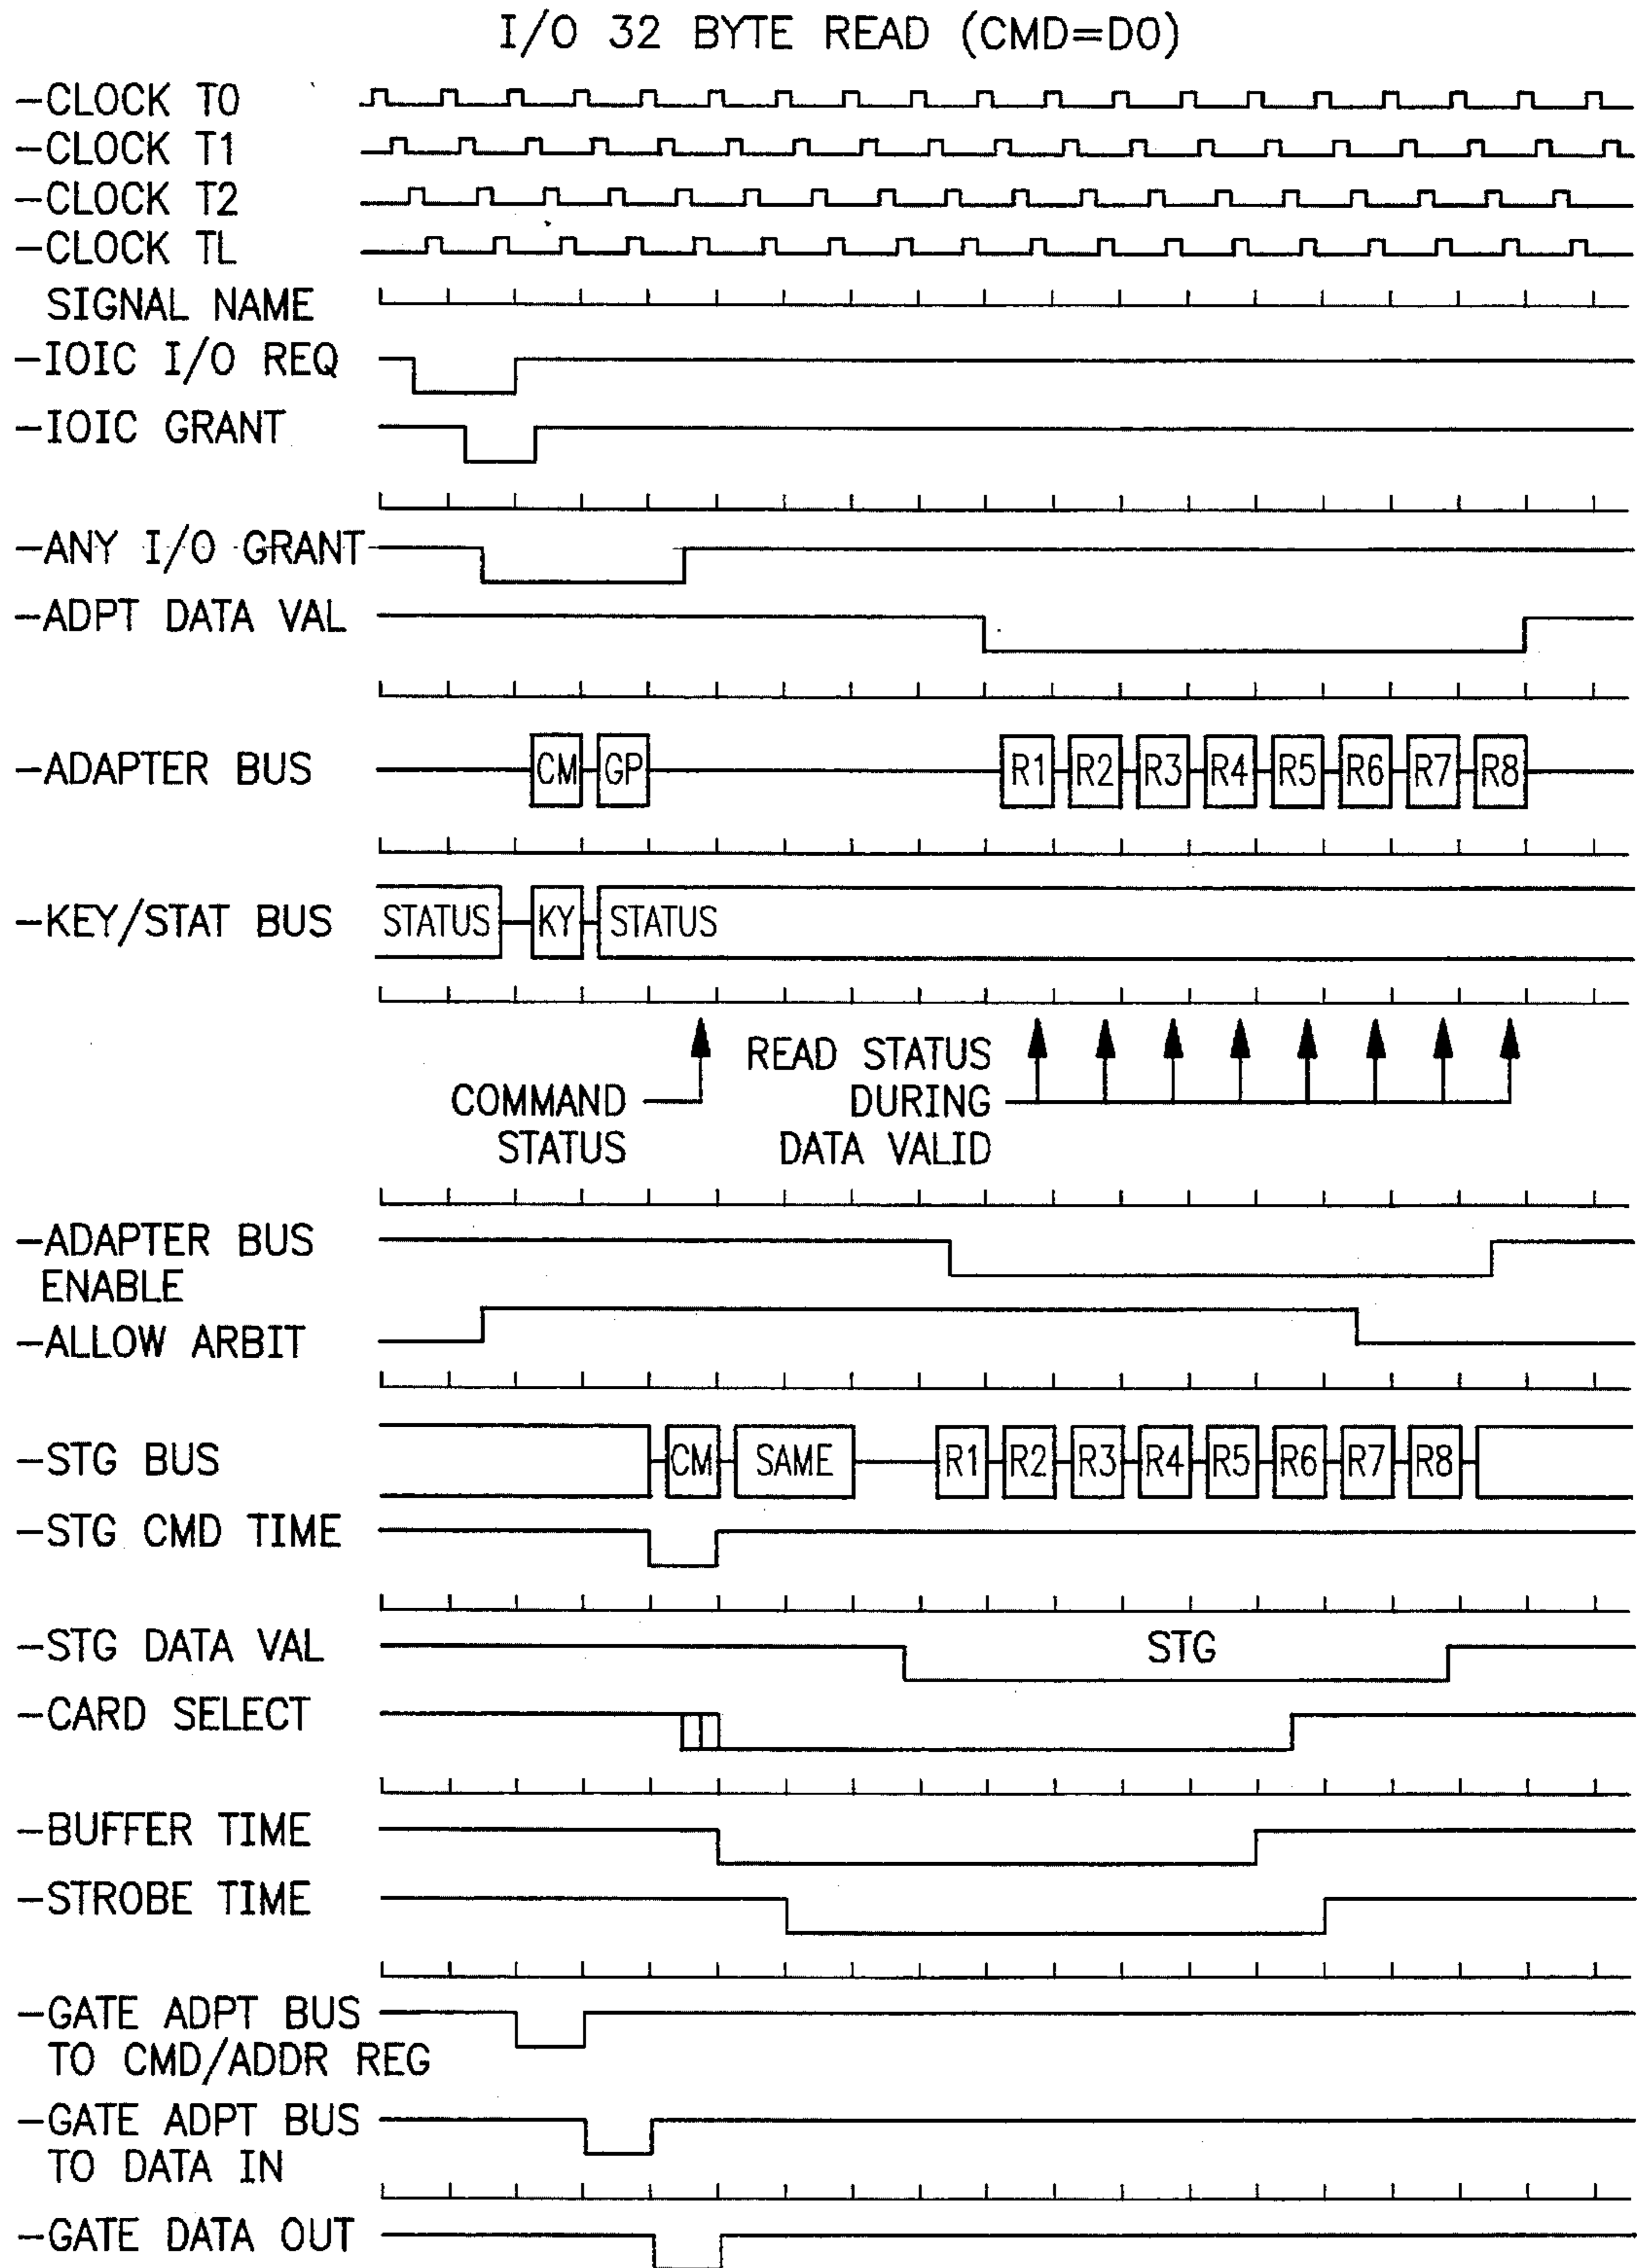 I/O 32 BYTE READ (CMD=D0)
-CLOCK T0
-CLOCK T1
-CLOCK T2
-CLOCK TL
SIGNAL NAME
-IOIC I/O REQ
-IOIC GRANT
-ANY I/O GRANT
-ADPT DATA VAL
-ADAPTER BUS CM GP R1 R2 R3 R4 R5 R6 R7 R8
-KEY/STAT BUS STATUS KY STATUS
COMMAND
STATUS
READ STATUS
DURING
DATA VALID
-ADAPTER BUS
ENABLE
-ALLOW ARBIT
-STG BUS CM SAME R1 R2 R3 R4 R5 R6 R7 R8
-STG CMD TIME
-STG DATA VAL STG
-CARD SELECT
-BUFFER TIME
-STROBE TIME
-GATE ADPT BUS
TO CMD/ADDR REG
-GATE ADPT BUS
TO DATA IN
-GATE DATA OUT